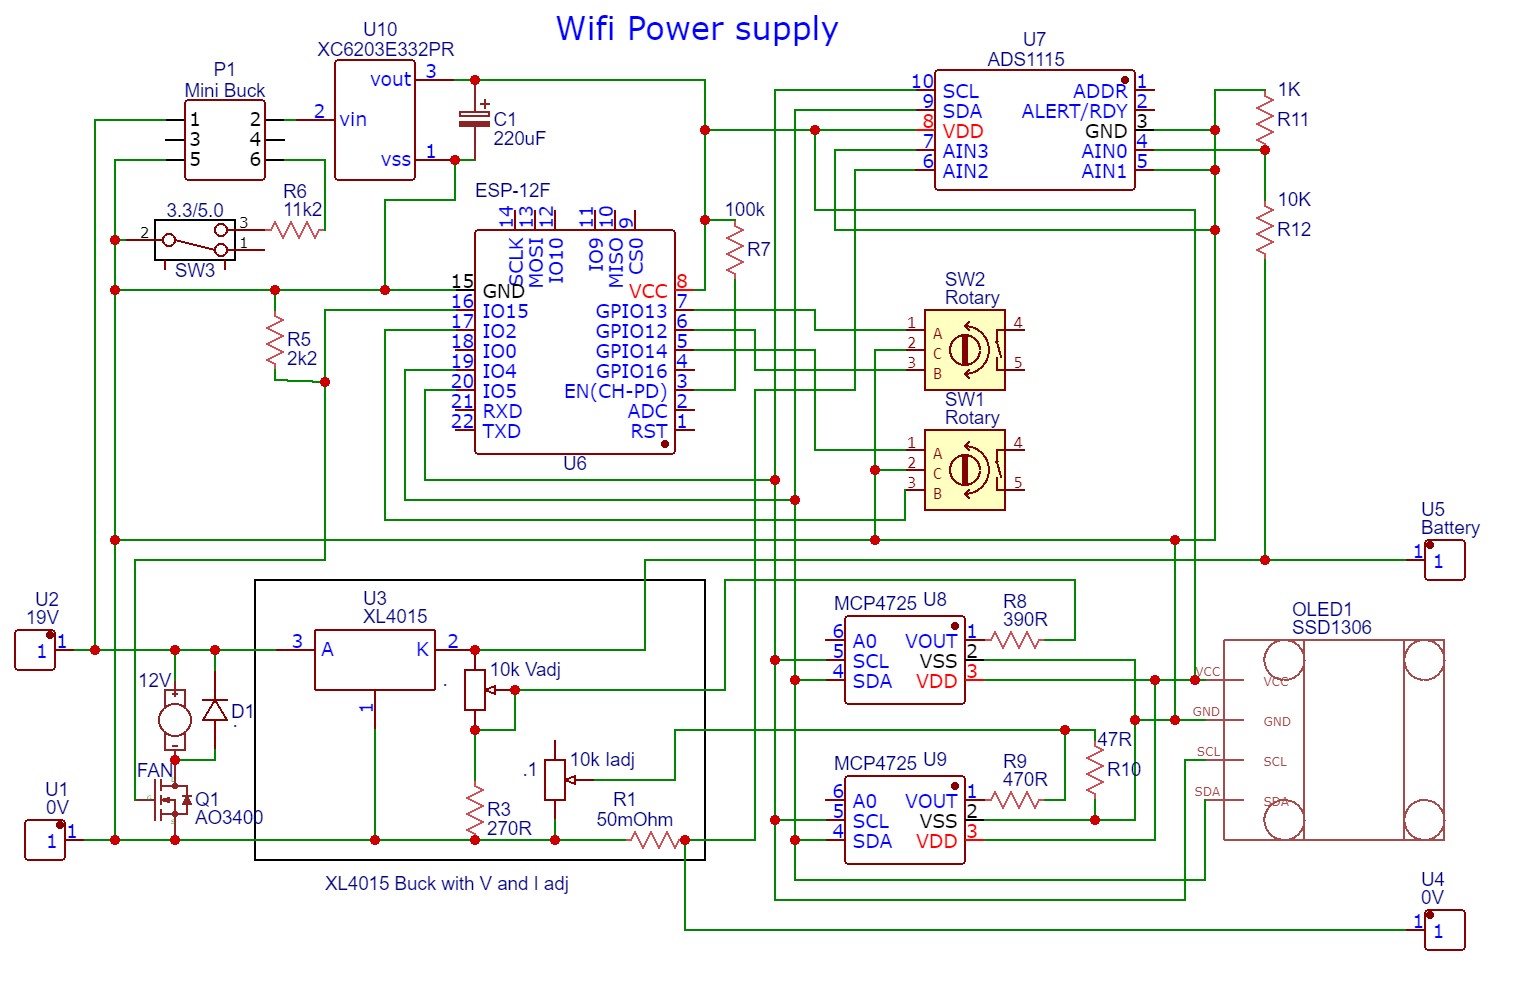 Wifi Power supply
U10
XC6203E332PR
vout 3
2 vin
vss 1
P1
Mini Buck
1 2
3 4
5 6
C1
220uF
U7
ADS1115
10 SCL
9 SDA
8 VDD
7 AIN3
6 AIN2
ADDR 1
ALERT/RDY 2
GND 3
AIN0 4
AIN1 5
1K
R11
10K
R12
R6
11k2
3.3/5.0
2
3
1
SW3
ESP-12F
14 13 12 11 10 9
SCLK MOSI IO10 IO9 MISO CS0
15 GND
16 IO15
17 IO2
18 IO0
19 IO4
20 IO5
21 RXD
22 TXD
VCC 8
GPIO13 7
GPIO12 6
GPIO14 5
GPIO16 4
EN(CH-PD) 3
ADC 2
RST 1
U6
100k
R7
R5
2k2
SW2
Rotary
1 A 4
2 C
3 B 5
SW1
Rotary
1 A 4
2 C
3 B 5
U5
Battery
1 1
U2
19V
1 1
12V
+
-
D1
.
FAN
Q1
AO3400
U1
0V
1 1
U3
XL4015
3 A K 2
1
10k Vadj
.
10k Iadj
.1
R3
270R
R1
50mOhm
XL4015 Buck with V and I adj
MCP4725 U8
6 A0 VOUT 1
5 SCL VSS 2
4 SDA VDD 3
R8
390R
MCP4725 U9
6 A0 VOUT 1
5 SCL VSS 2
4 SDA VDD 3
R9
470R
47R
R10
OLED1
SSD1306
VCC VCC
GND GND
SCL SCL
SDA SDA
U4
0V
1 1